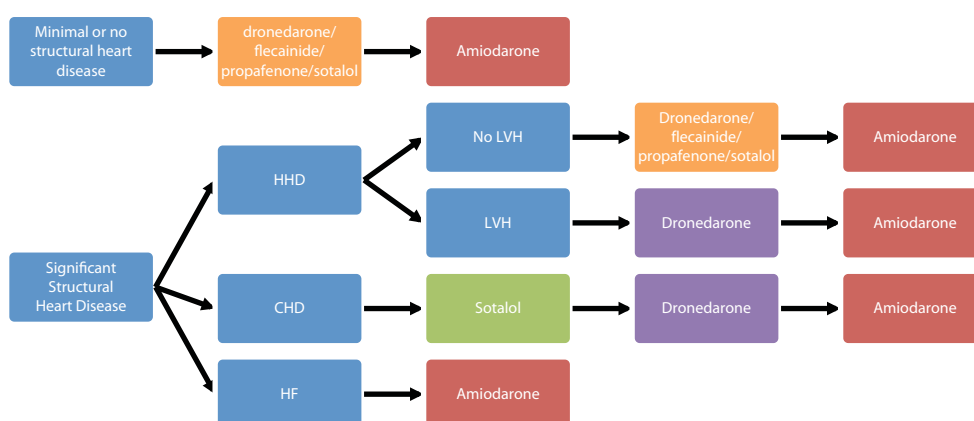 Minimal or no
structural heart
disease
dronedarone/
flecainide/
propafenone/sotalol
Amiodarone
No LVH
Dronedarone/
flecainide/
propafenone/sotalol
Amiodarone
HHD
LVH
Dronedarone
Amiodarone
Significant
Structural
Heart Disease
CHD
Sotalol
Dronedarone
Amiodarone
HF
Amiodarone